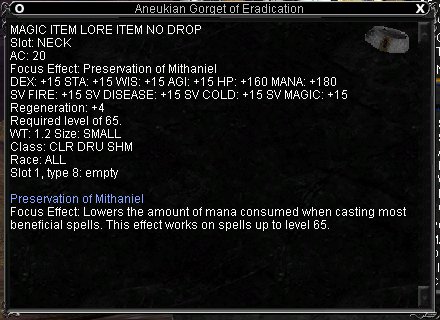 Aneukian Gorget of Eradication
MAGIC ITEM LORE ITEM NO DROP
Slot: NECK
AC: 20
Focus Effect: Preservation of Mithaniel
DEX: +15 STA: +15 WIS: +15 AGI: +15 HP: +160 MANA: +180
SV FIRE: +15 SV DISEASE: +15 SV COLD: +15 SV MAGIC: +15
Regeneration: +4
Required level of 65.
WT: 1.2 Size: SMALL
Class: CLR DRU SHM
Race: ALL
Slot 1, type 8: empty
Preservation of Mithaniel
Focus Effect: Lowers the amount of mana consumed when casting most
beneficial spells. This effect works on spells up to level 65.